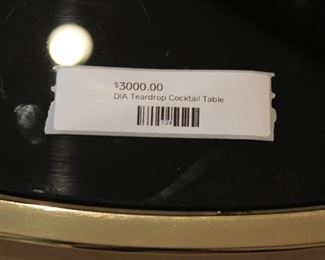 $3000.00
DIA Teardrop Cocktail Table